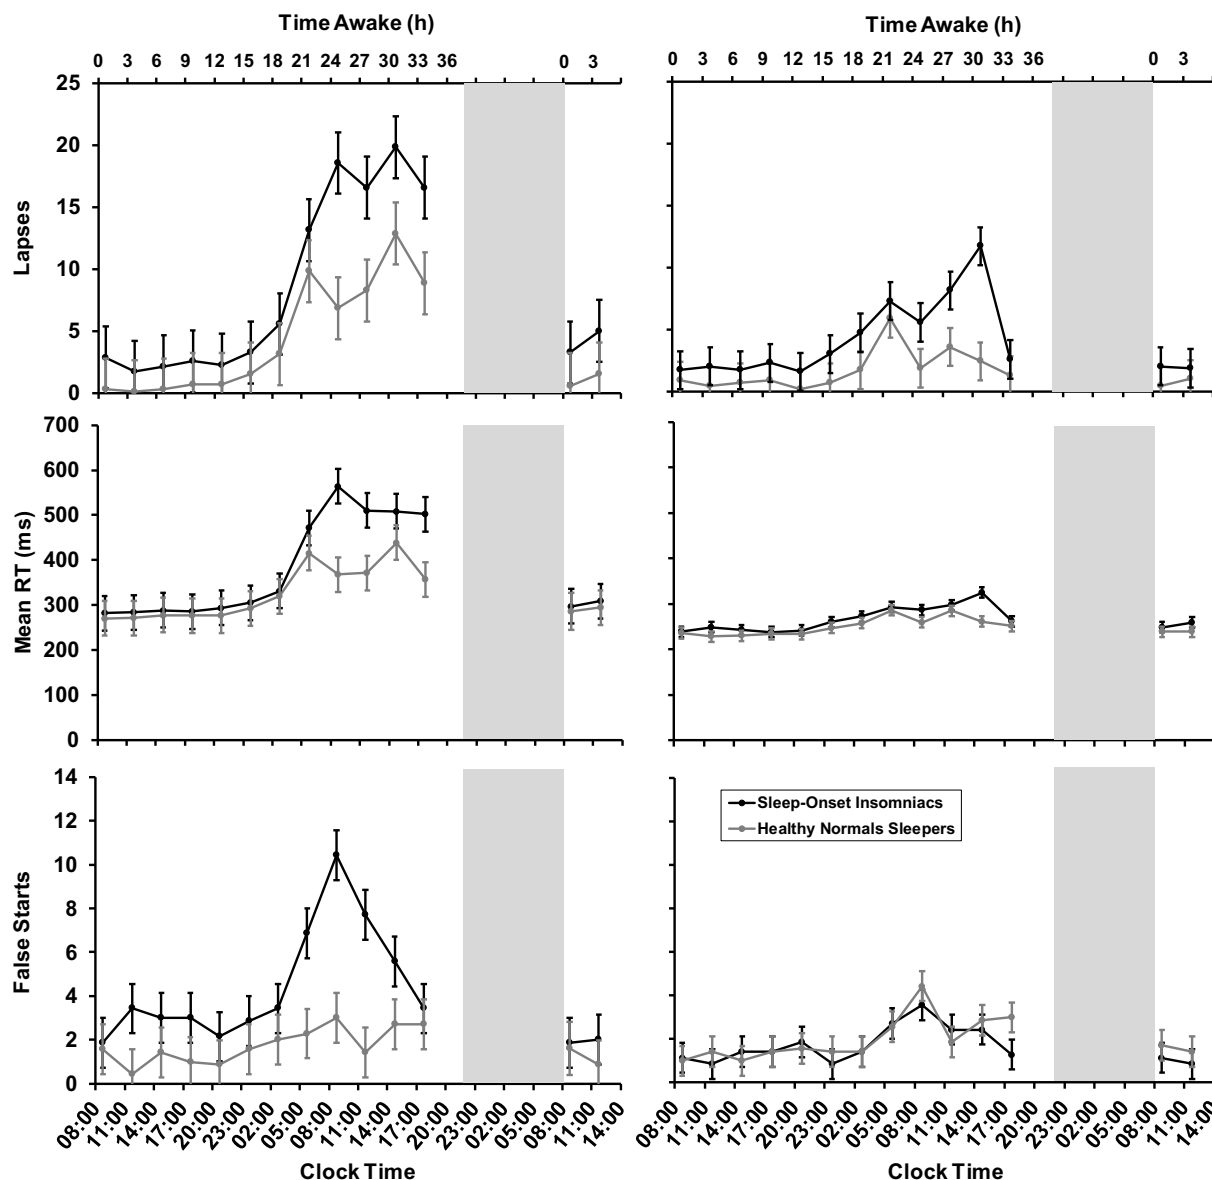 Time Awake (h)
Time Awake (h)
0 3 6 9 12 15 18 21 24 27 30 33 36 0 3
0 3 6 9 12 15 18 21 24 27 30 33 36 0 3
25
20
15
10
5
0
Lapses
700
600
500
400
300
200
100
0
Mean RT (ms)
14
12
10
8
6
4
2
0
False Starts
Sleep-Onset Insomniacs
Healthy Normals Sleepers
08:00 11:00 14:00 17:00 20:00 23:00 02:00 05:00 08:00 11:00 14:00 17:00 20:00 23:00 02:00 05:00 08:00 11:00 14:00
08:00 11:00 14:00 17:00 20:00 23:00 02:00 05:00 08:00 11:00 14:00 17:00 20:00 23:00 02:00 05:00 08:00 11:00 14:00
Clock Time
Clock Time